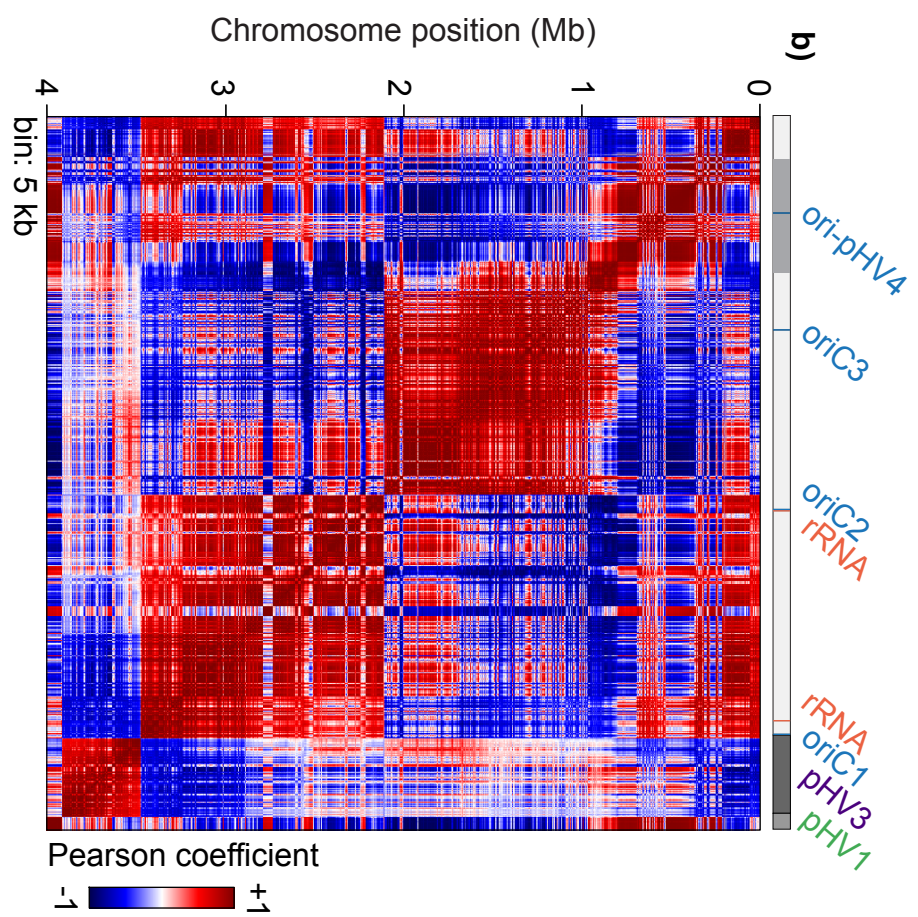 Chromosome position (Mb)
b)
4
3
2
1
0
bin: 5 kb
ori-pHV4
oriC3
oriC2
rRNA
rRNA
oriC1
pHV3
pHV1
Pearson coefficient
-1
+1